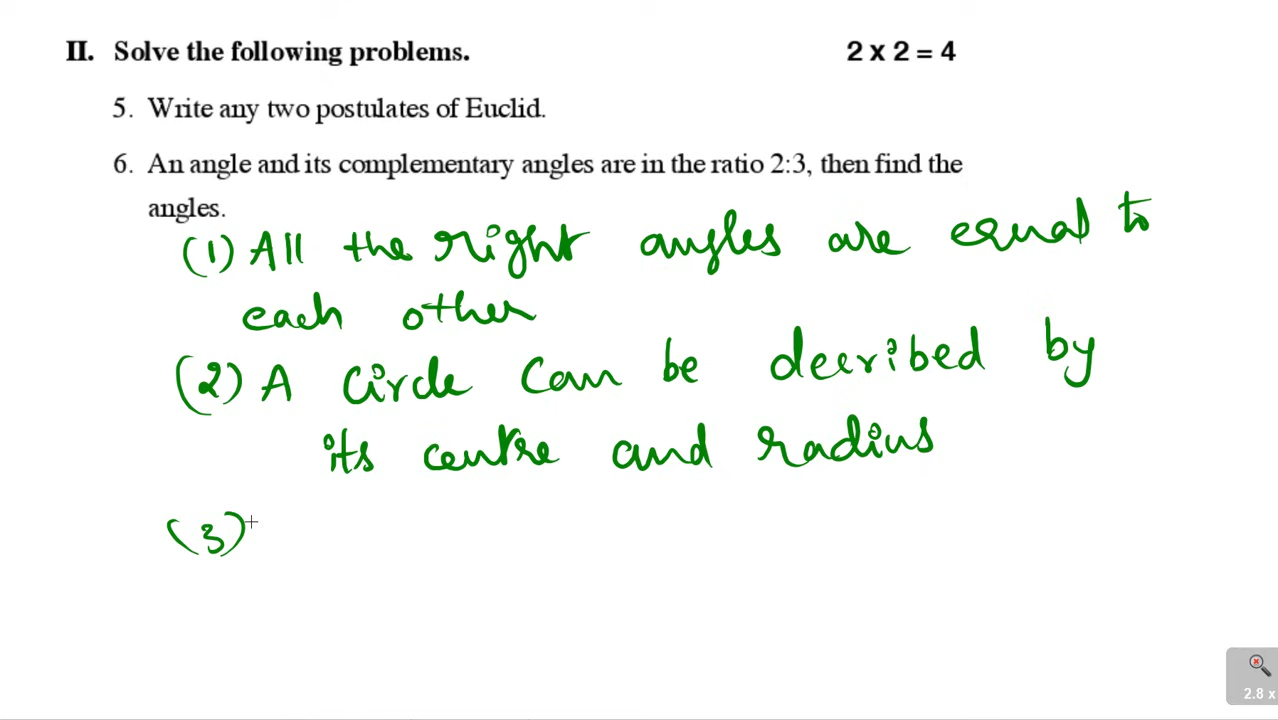 II. Solve the following problems. 2 x 2 = 4
5. Write any two postulates of Euclid.
6. An angle and its complementary angles are in the ratio 2:3, then find the
angles.
(1) All the right angles are equal to
each other
(2) A circle can be decribed by
its centre and radius
(3)
2.8 x